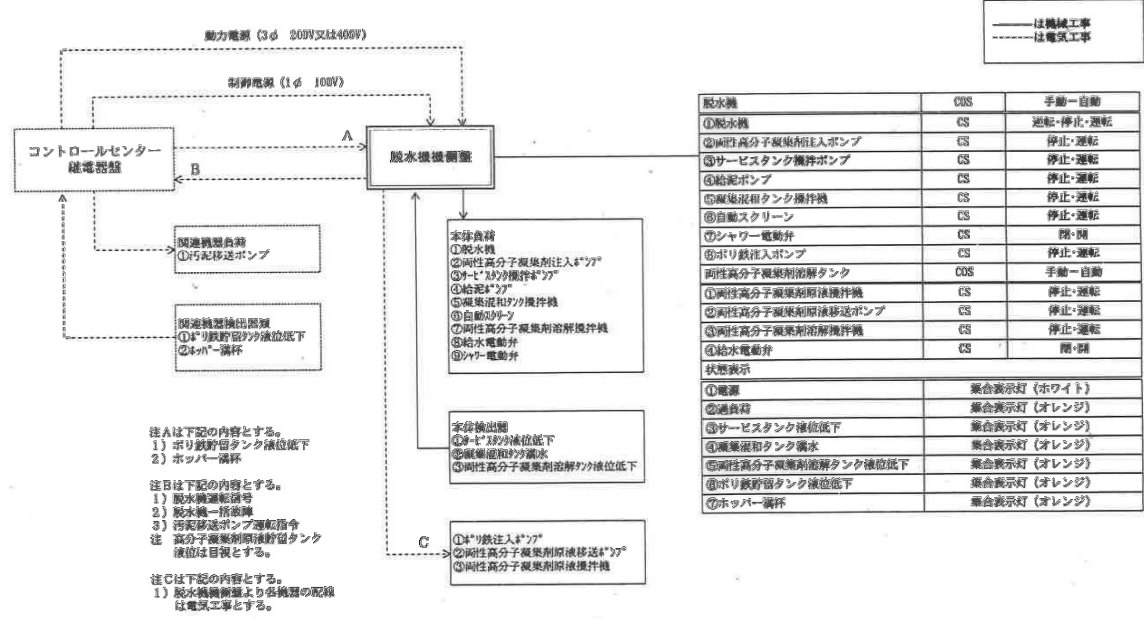 動力電源（3φ 200V又は400V）
制御電源（1φ 100V）
コントロールセンター
継電器盤
A
B
脱水機機側盤
関連機器負荷
①汚泥移送ポンプ
関連機器検出器類
①ポリ鉄貯留タンク液位低下
②ホッパー満杯
本体負荷
①脱水機
②両性高分子凝集剤注入ポンプ
③サービスタンク攪拌ポンプ
④給泥ポンプ
⑤凝集混和タンク攪拌機
⑥自動スクリーン
⑦両性高分子凝集剤溶解攪拌機
⑧給水電動弁
⑨シャワー電動弁
本体検出関
①サービスタンク液位低下
②凝集混和タンク満水
③両性高分子凝集剤溶解タンク液位低下
C
①ポリ鉄注入ポンプ
②両性高分子凝集剤原液移送ポンプ
③両性高分子凝集剤原液攪拌機
注Aは下記の内容とする。
1）ポリ鉄貯留タンク液位低下
2）ホッパー満杯
注Bは下記の内容とする。
1）脱水機運転信号
2）脱水機一括故障
3）汚泥移送ポンプ運転指令
注 高分子凝集剤原液貯留タンク
液位は目視とする。
注Cは下記の内容とする。
1）脱水機機側盤より各機器の配線
は電気工事とする。
は機械工事
は電気工事
脱水機 COS 手動－自動
①脱水機 CS 逆転・停止・運転
②両性高分子凝集剤注入ポンプ CS 停止・運転
③サービスタンク攪拌ポンプ CS 停止・運転
④給泥ポンプ CS 停止・運転
⑤凝集混和タンク攪拌機 CS 停止・運転
⑥自動スクリーン CS 停止・運転
⑦シャワー電動弁 CS 閉・開
⑧ポリ鉄注入ポンプ CS 停止・運転
両性高分子凝集剤溶解タンク COS 手動－自動
①両性高分子凝集剤原液攪拌機 CS 停止・運転
②両性高分子凝集剤原液移送ポンプ CS 停止・運転
③両性高分子凝集剤溶解攪拌機 CS 停止・運転
④給水電動弁 CS 閉・開
状態表示
①電源 集合表示灯（ホワイト）
②過負荷 集合表示灯（オレンジ）
③サービスタンク液位低下 集合表示灯（オレンジ）
④凝集混和タンク満水 集合表示灯（オレンジ）
⑤両性高分子凝集剤溶解タンク液位低下 集合表示灯（オレンジ）
⑥ポリ鉄貯留タンク液位低下 集合表示灯（オレンジ）
⑦ホッパー満杯 集合表示灯（オレンジ）